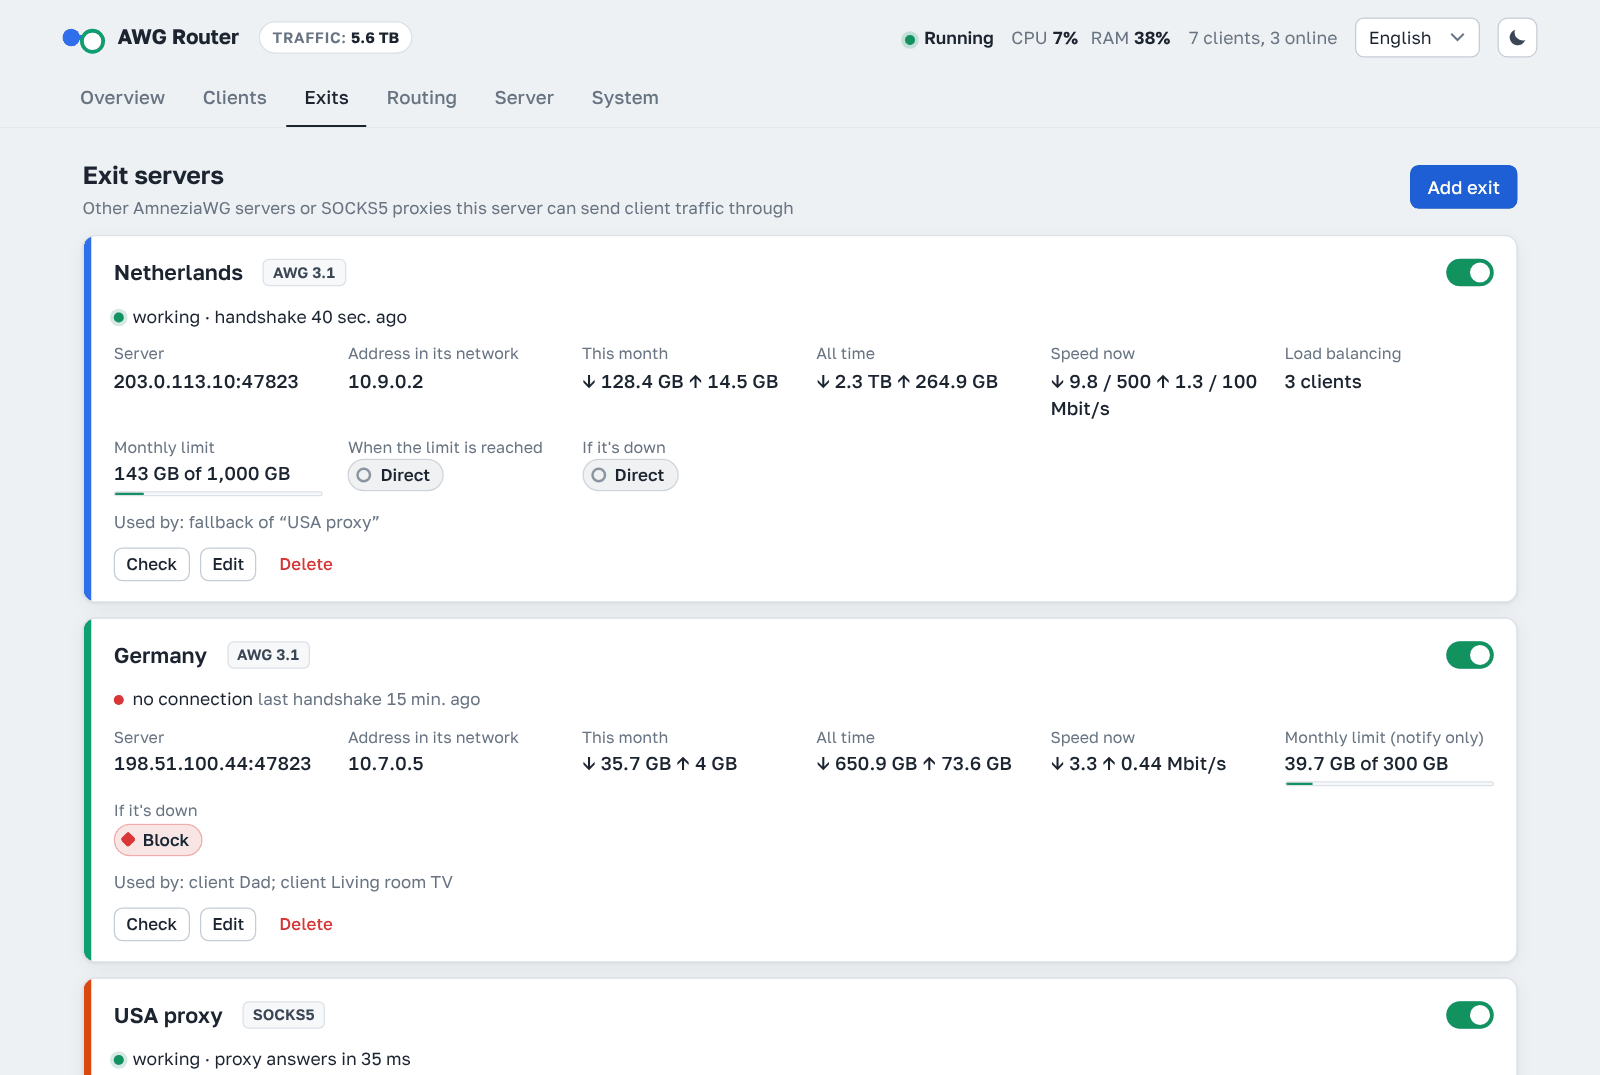 AWG Router
TRAFFIC: 5.6 TB
Running
CPU 7%
RAM 38%
7 clients, 3 online
English
Overview
Clients
Exits
Routing
Server
System
Exit servers
Other AmneziaWG servers or SOCKS5 proxies this server can send client traffic through
Add exit
Netherlands
AWG 3.1
working · handshake 40 sec. ago
Server
203.0.113.10:47823
Address in its network
10.9.0.2
This month
↓ 128.4 GB ↑ 14.5 GB
All time
↓ 2.3 TB ↑ 264.9 GB
Speed now
↓ 9.8 / 500 ↑ 1.3 / 100
Mbit/s
Load balancing
3 clients
Monthly limit
143 GB of 1,000 GB
When the limit is reached
Direct
If it's down
Direct
Used by: fallback of “USA proxy”
Check
Edit
Delete
Germany
AWG 3.1
no connection last handshake 15 min. ago
Server
198.51.100.44:47823
Address in its network
10.7.0.5
This month
↓ 35.7 GB ↑ 4 GB
All time
↓ 650.9 GB ↑ 73.6 GB
Speed now
↓ 3.3 ↑ 0.44 Mbit/s
Monthly limit (notify only)
39.7 GB of 300 GB
If it's down
Block
Used by: client Dad; client Living room TV
Check
Edit
Delete
USA proxy
SOCKS5
working · proxy answers in 35 ms